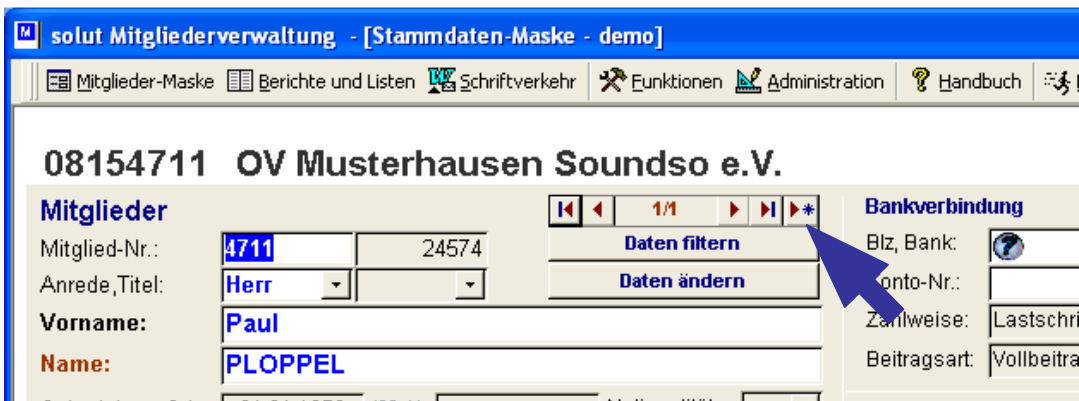 M solut Mitgliederverwaltung - [Stammdaten-Maske - demo]
Mitglieder-Maske Berichte und Listen Schriftverkehr Funktionen Administration Handbuch
08154711 OV Musterhausen Soundso e.V.
Mitglieder 1/1 Bankverbindung
Mitglied-Nr.: 4711 24574 Daten filtern Blz, Bank:
Anrede,Titel: Herr Daten ändern Konto-Nr.:
Vorname: Paul Zahlweise: Lastschri
Name: PLOPPEL Beitragsart: Vollbeitra